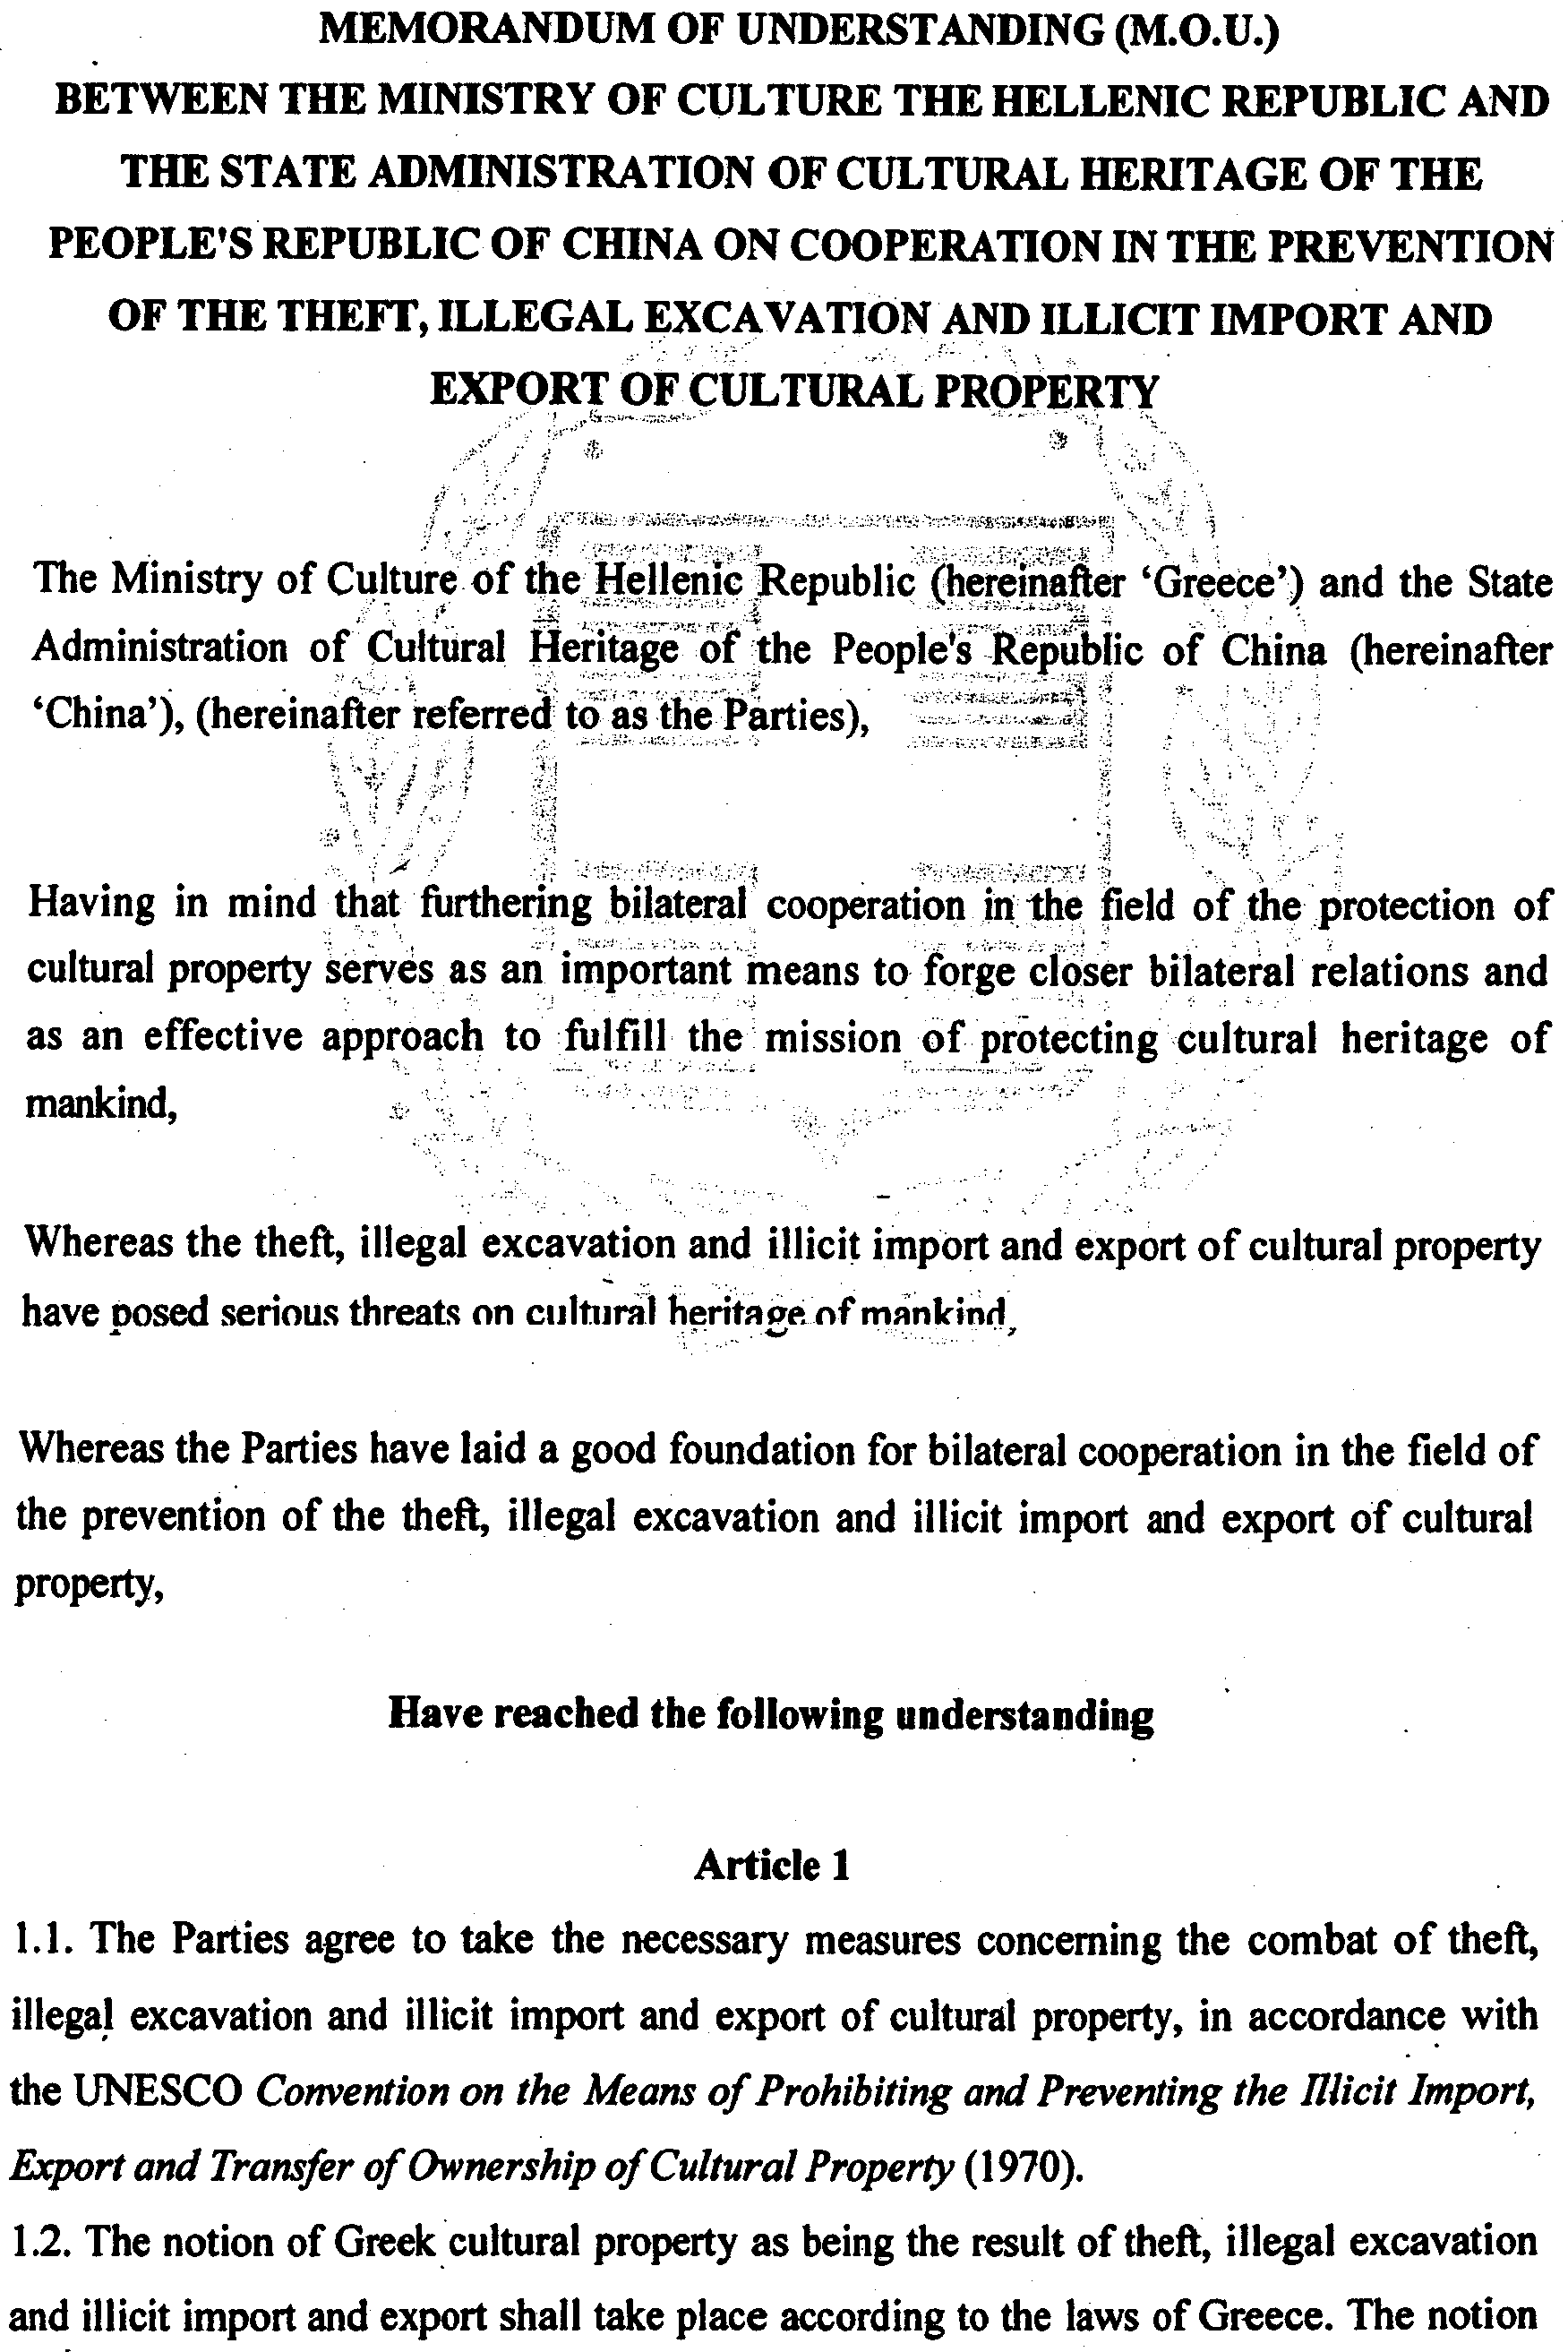 MEMORANDUM OF UNDERSTANDING (M.O.U.)
BETWEEN THE MINISTRY OF CULTURE THE HELLENIC REPUBLIC AND
THE STATE ADMINISTRATION OF CULTURAL HERITAGE OF THE
PEOPLE'S REPUBLIC OF CHINA ON COOPERATION IN THE PREVENTION
OF THE THEFT, ILLEGAL EXCAVATION AND ILLICIT IMPORT AND
EXPORT OF CULTURAL PROPERTY
The Ministry of Culture of the Hellenic Republic (hereinafter ‘Greece’) and the State
Administration of Cultural Heritage of the People's Republic of China (hereinafter
‘China’), (hereinafter referred to as the Parties),
Having in mind that furthering bilateral cooperation in the field of the protection of
cultural property serves as an important means to forge closer bilateral relations and
as an effective approach to fulfill the mission of protecting cultural heritage of
mankind,
Whereas the theft, illegal excavation and illicit import and export of cultural property
have posed serious threats on cultural heritage of mankind,
Whereas the Parties have laid a good foundation for bilateral cooperation in the field of
the prevention of the theft, illegal excavation and illicit import and export of cultural
property,
Have reached the following understanding
Article 1
1.1. The Parties agree to take the necessary measures concerning the combat of theft,
illegal excavation and illicit import and export of cultural property, in accordance with
the UNESCO Convention on the Means of Prohibiting and Preventing the Illicit Import,
Export and Transfer of Ownership of Cultural Property (1970).
1.2. The notion of Greek cultural property as being the result of theft, illegal excavation
and illicit import and export shall take place according to the laws of Greece. The notion